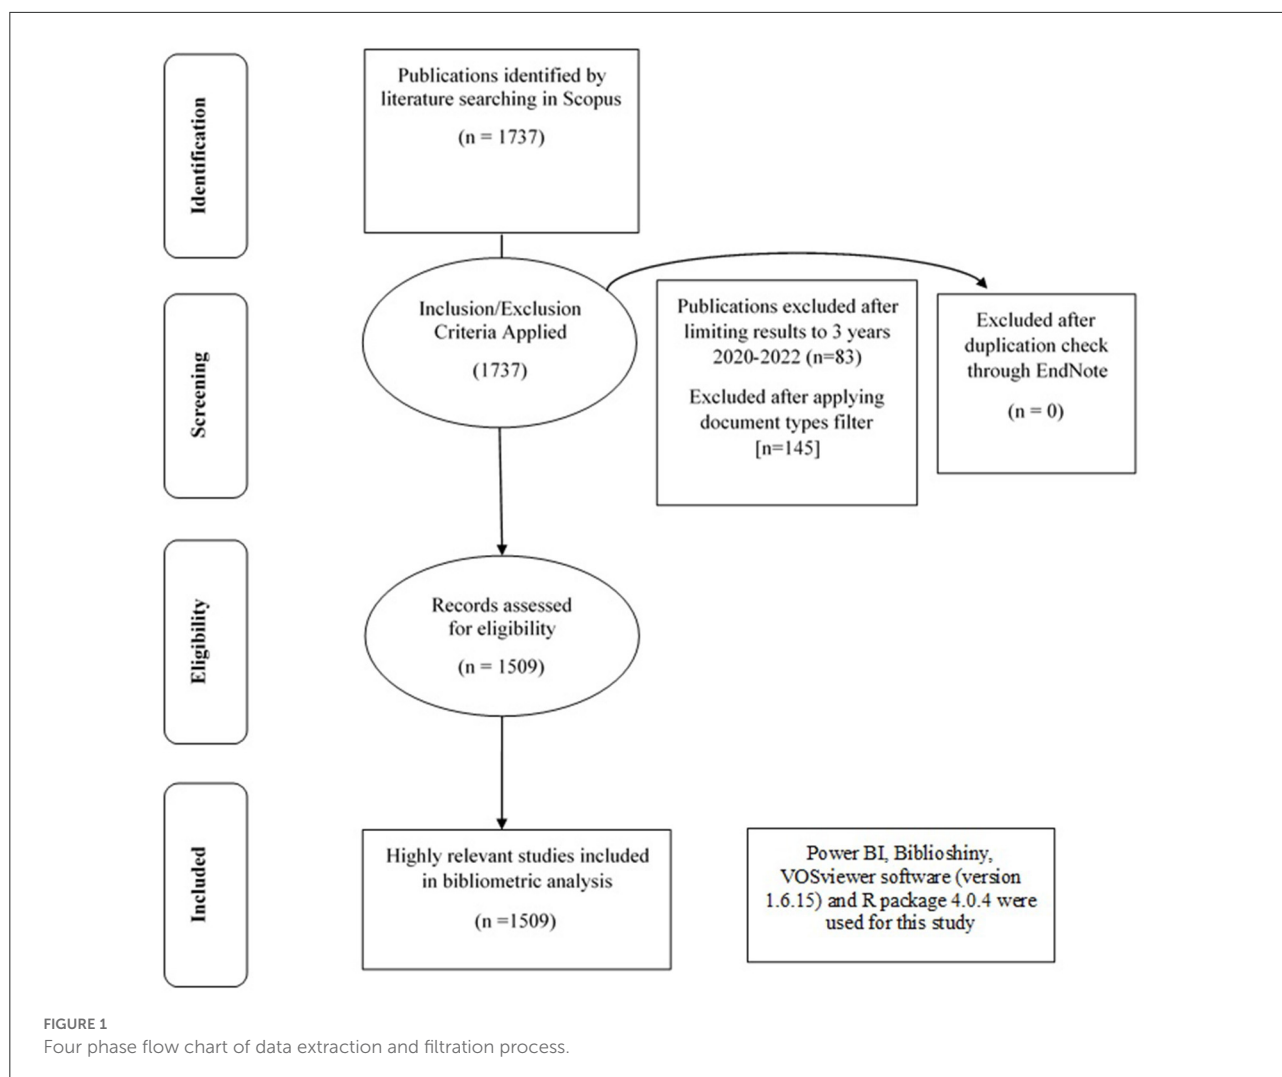 Identification
Publications identified by
literature searching in Scopus
(n = 1737)
Screening
Inclusion/Exclusion
Criteria Applied
(1737)
Publications excluded after
limiting results to 3 years
2020-2022 (n=83)
Excluded after applying
document types filter
[n=145]
Excluded after
duplication check
through EndNote
(n = 0)
Eligibility
Records assessed
for eligibility
(n = 1509)
Included
Highly relevant studies included
in bibliometric analysis
(n =1509)
Power BI, Biblioshiny,
VOSviewer software (version
1.6.15) and R package 4.0.4 were
used for this study
FIGURE 1
Four phase flow chart of data extraction and filtration process.